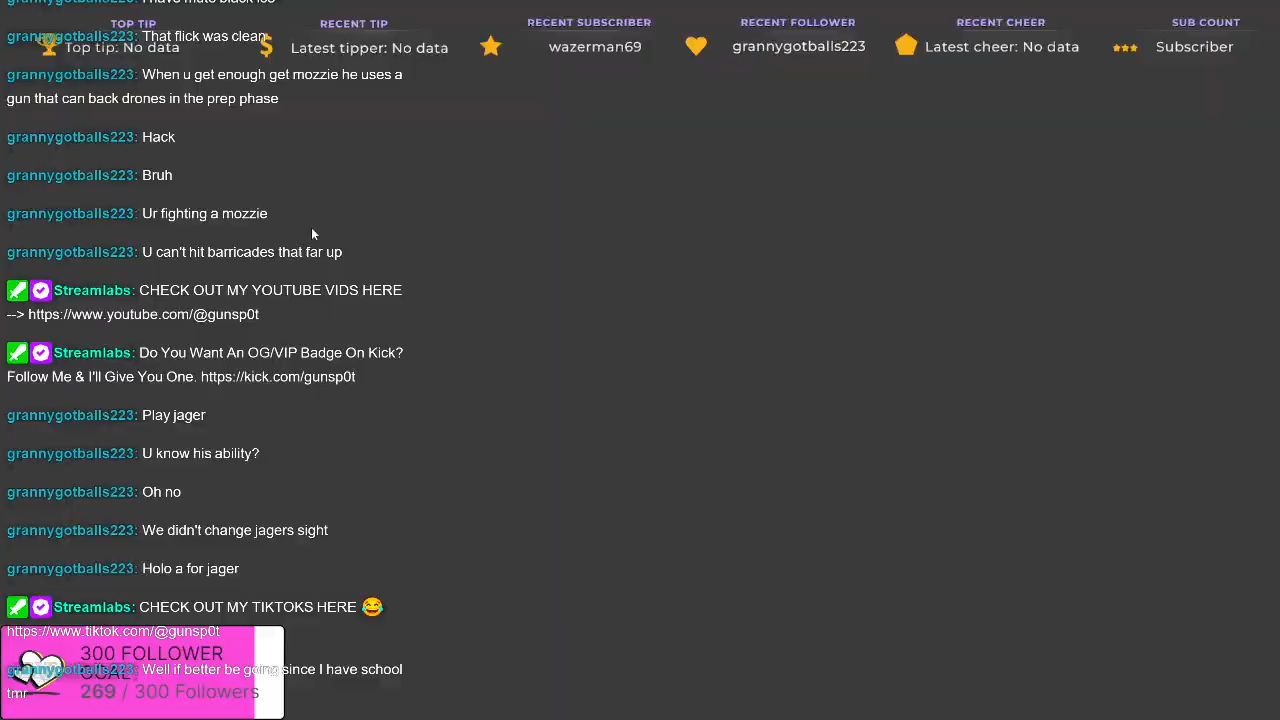 TOP TIP
Top tip: No data
RECENT TIP
Latest tipper: No data
RECENT SUBSCRIBER
wazerman69
RECENT FOLLOWER
grannygotballs223
RECENT CHEER
Latest cheer: No data
SUB COUNT
Subscriber
grannygotballs223: That flick was clean
grannygotballs223: When u get enough get mozzie he uses a
gun that can back drones in the prep phase
grannygotballs223: Hack
grannygotballs223: Bruh
grannygotballs223: Ur fighting a mozzie
grannygotballs223: U can't hit barricades that far up
Streamlabs: CHECK OUT MY YOUTUBE VIDS HERE
--> https://www.youtube.com/@gunsp0t
Streamlabs: Do You Want An OG/VIP Badge On Kick?
Follow Me & I'll Give You One. https://kick.com/gunsp0t
grannygotballs223: Play jager
grannygotballs223: U know his ability?
grannygotballs223: Oh no
grannygotballs223: We didn't change jagers sight
grannygotballs223: Holo a for jager
Streamlabs: CHECK OUT MY TIKTOKS HERE 😂
https://www.tiktok.com/@gunsp0t
grannygotballs223: Well if better be going since I have school
tmr
300 FOLLOWER
GOAL
269 / 300 Followers